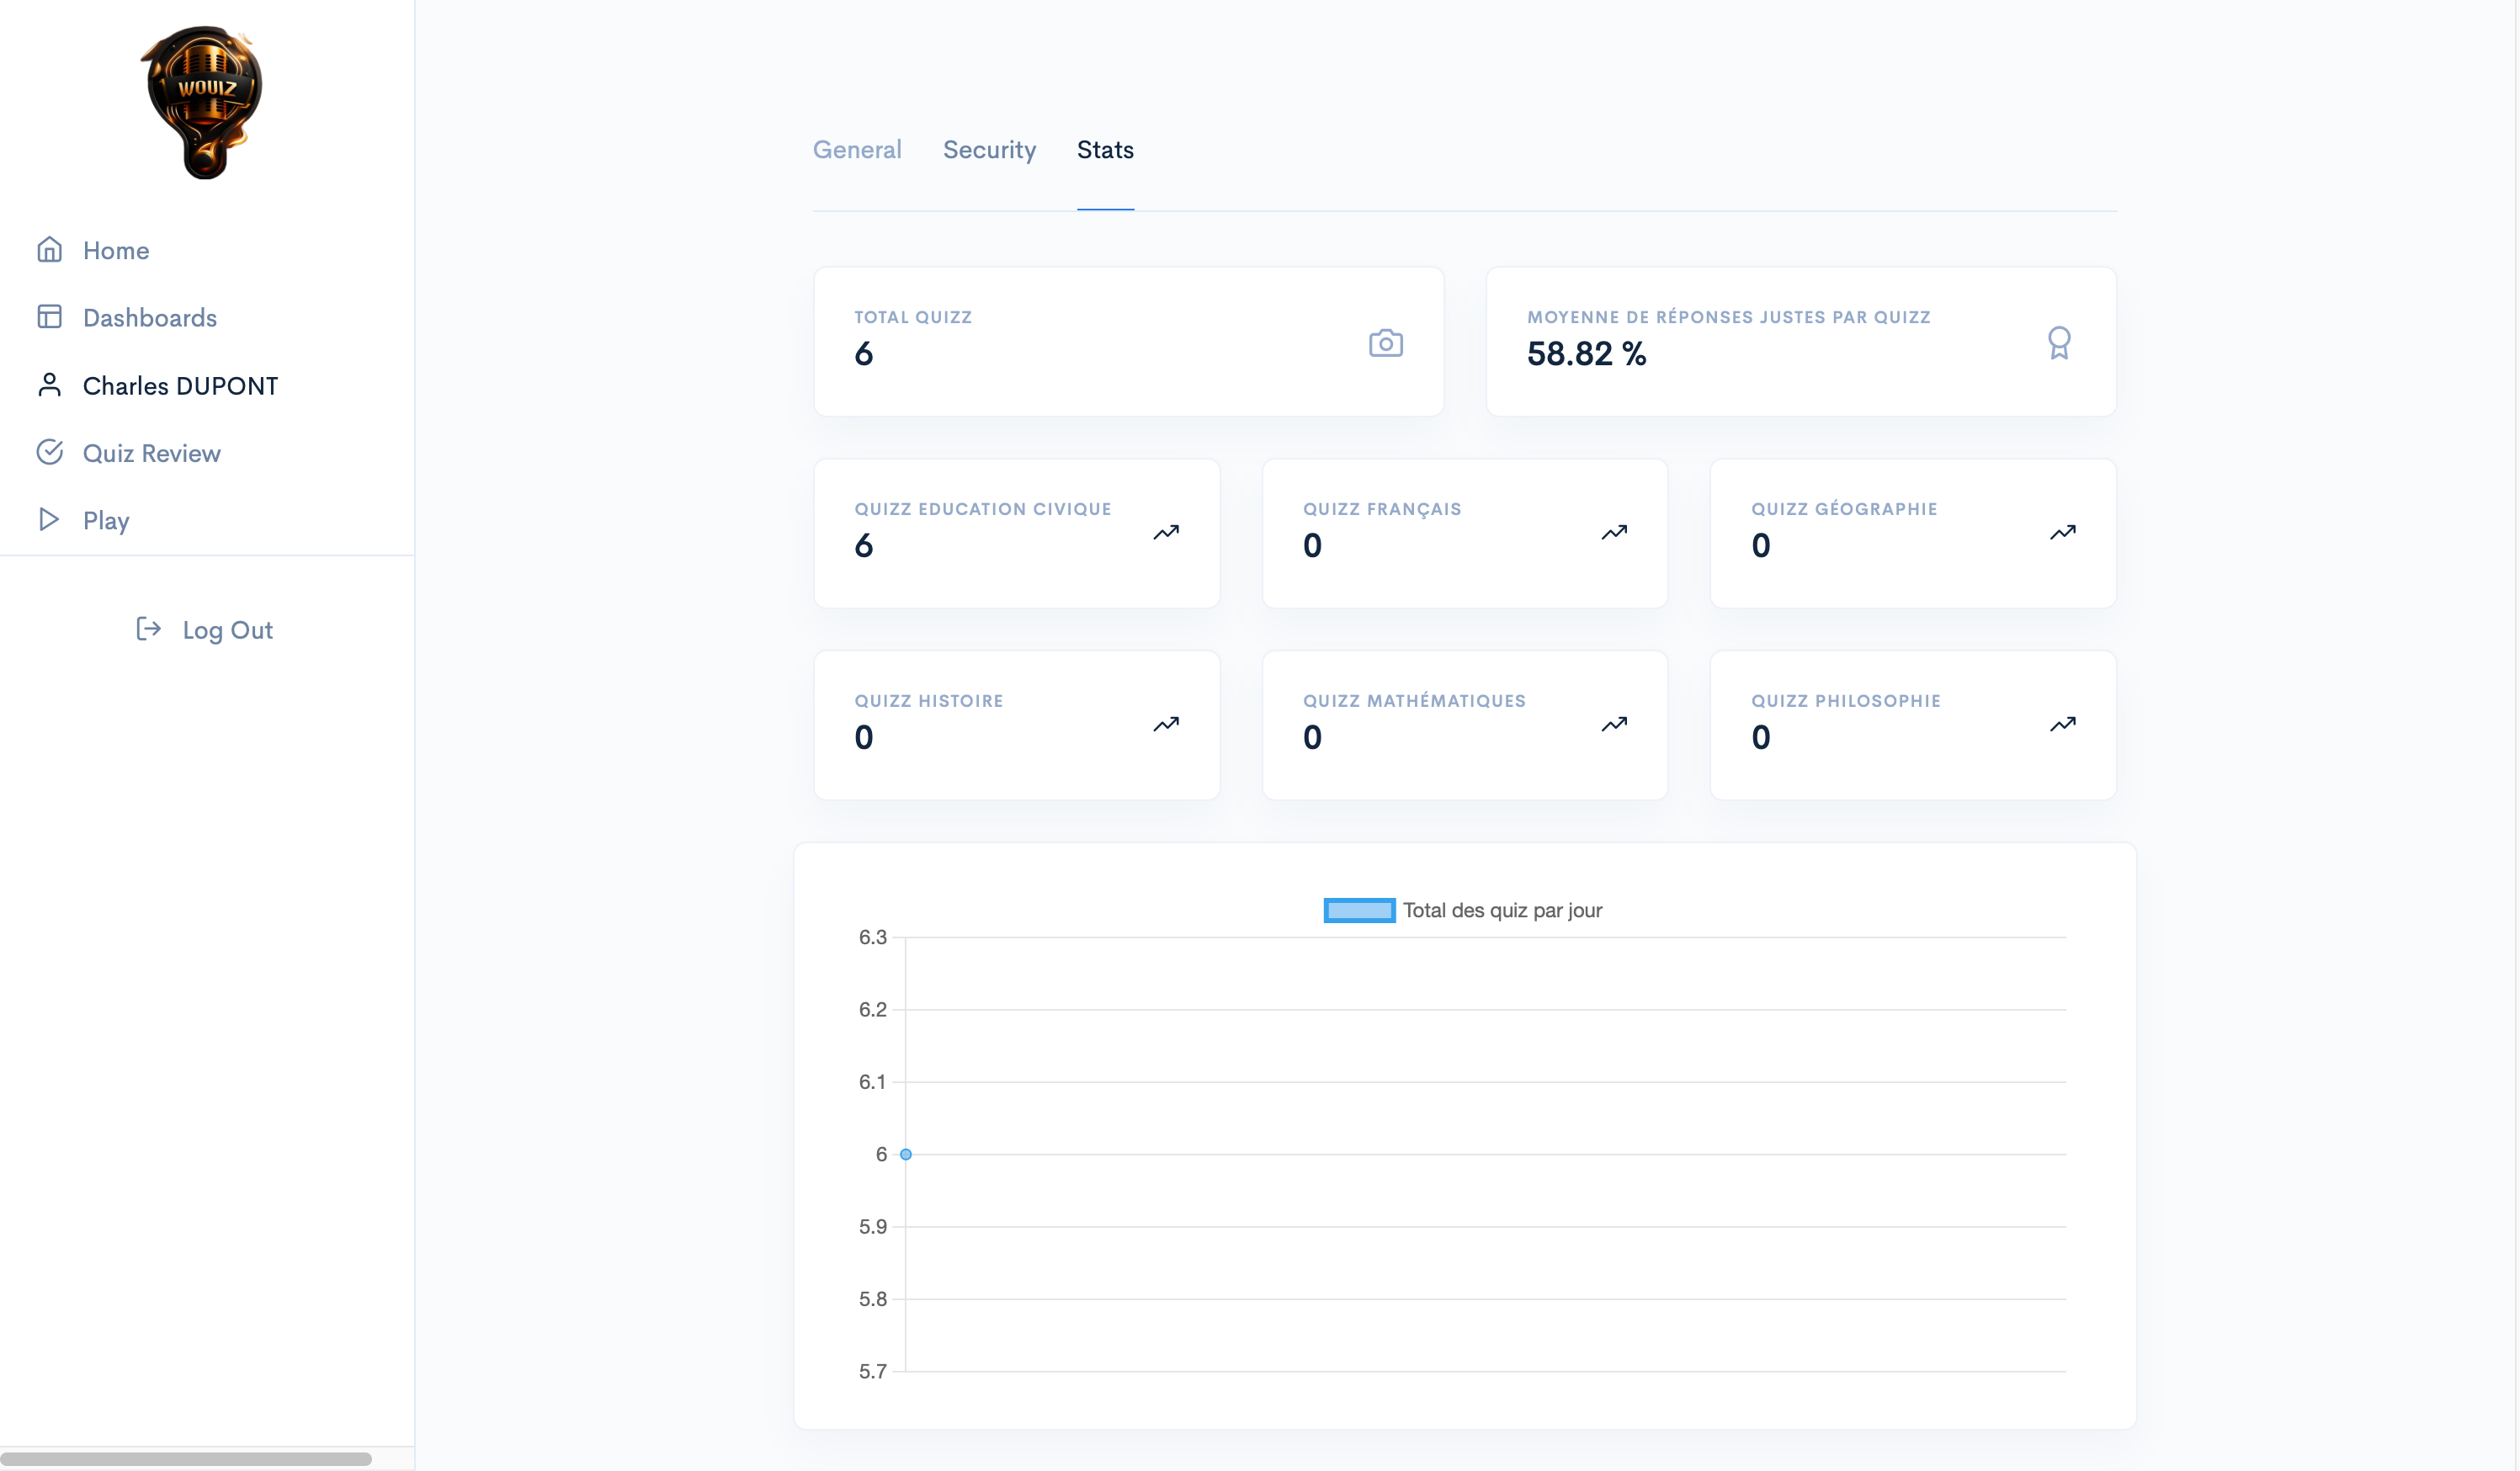 WOUIZ
Home
Dashboards
Charles DUPONT
Quiz Review
Play
Log Out
General Security Stats
TOTAL QUIZZ
6
MOYENNE DE RÉPONSES JUSTES PAR QUIZZ
58.82 %
QUIZZ EDUCATION CIVIQUE
6
QUIZZ FRANÇAIS
0
QUIZZ GÉOGRAPHIE
0
QUIZZ HISTOIRE
0
QUIZZ MATHÉMATIQUES
0
QUIZZ PHILOSOPHIE
0
Total des quiz par jour
6.3
6.2
6.1
6
5.9
5.8
5.7